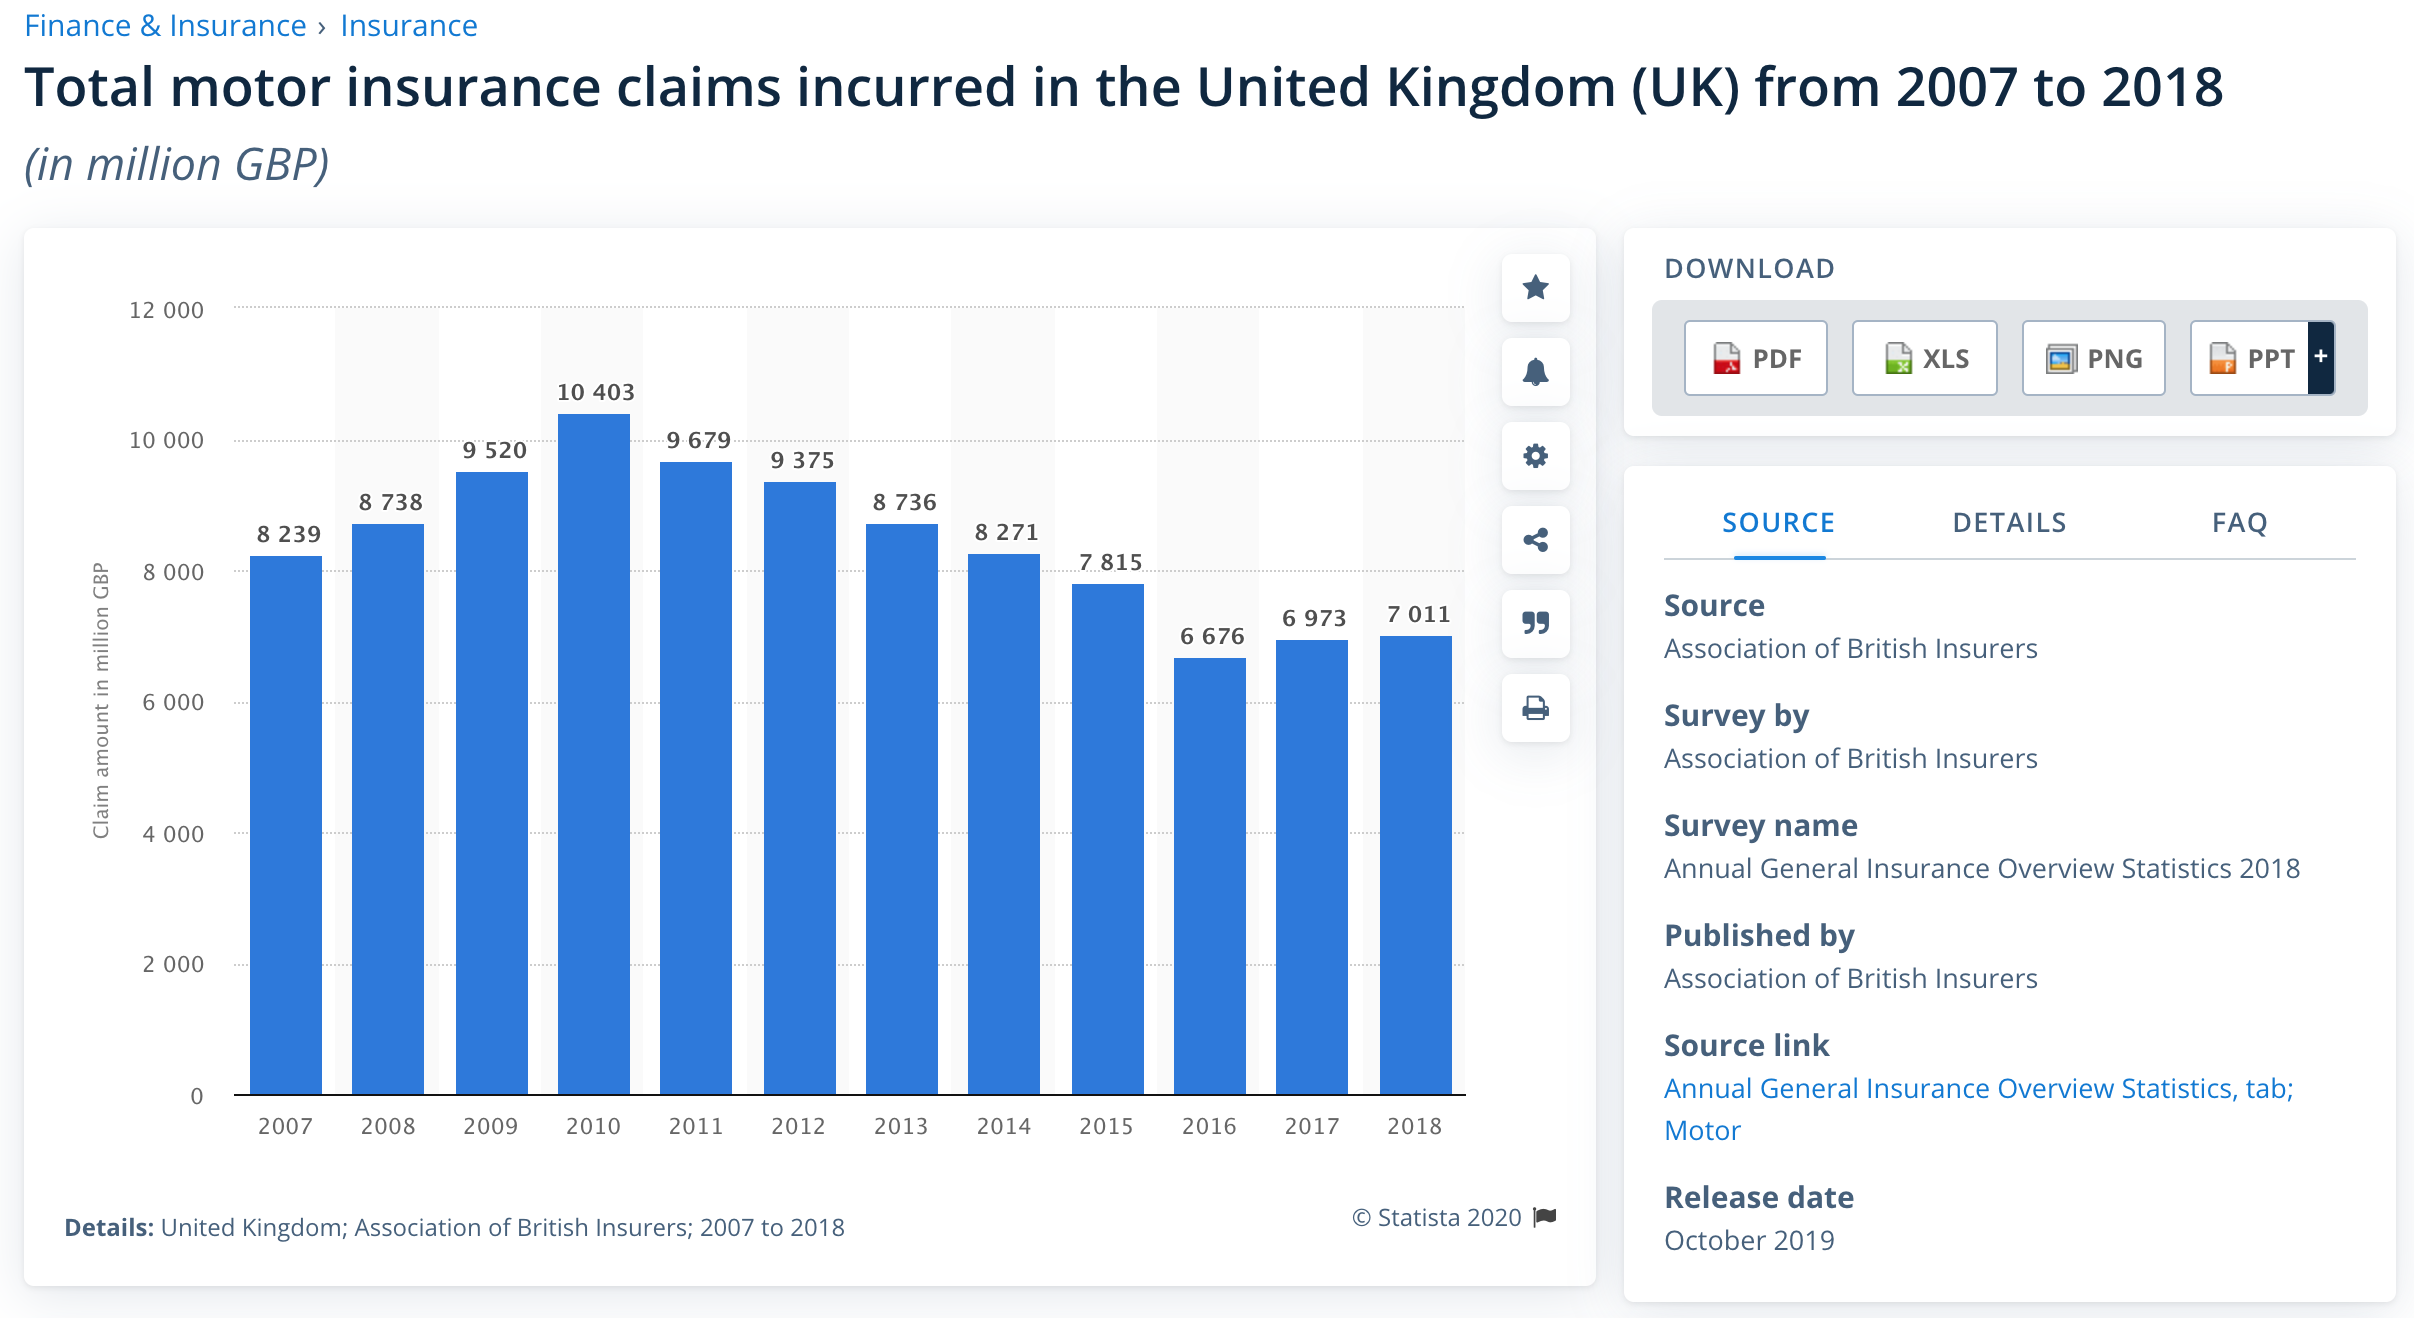 Finance & Insurance › Insurance
Total motor insurance claims incurred in the United Kingdom (UK) from 2007 to 2018
(in million GBP)
Claim amount in million GBP
12 000
10 000
8 000
6 000
4 000
2 000
0
8 239
8 738
9 520
10 403
9 679
9 375
8 736
8 271
7 815
6 676
6 973
7 011
2007
2008
2009
2010
2011
2012
2013
2014
2015
2016
2017
2018
Details: United Kingdom; Association of British Insurers; 2007 to 2018
© Statista 2020
DOWNLOAD
PDF
XLS
PNG
PPT +
SOURCE
DETAILS
FAQ
Source
Association of British Insurers
Survey by
Association of British Insurers
Survey name
Annual General Insurance Overview Statistics 2018
Published by
Association of British Insurers
Source link
Annual General Insurance Overview Statistics, tab;
Motor
Release date
October 2019